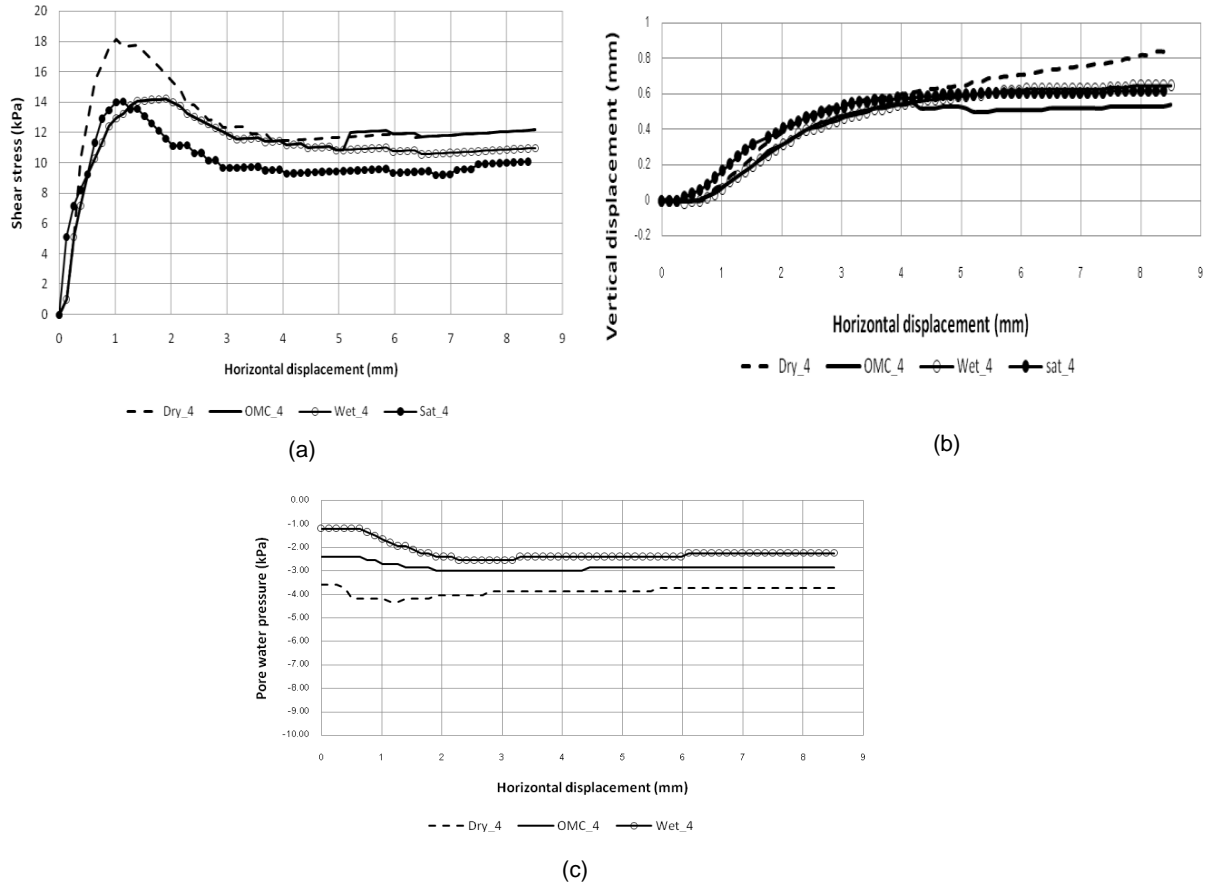 20
18
16
14
12
10
8
6
4
2
0
Shear stress (kPa)
0 1 2 3 4 5 6 7 8 9
Horizontal displacement (mm)
Dry_4 OMC_4 Wet_4 Sat_4
(a)
1
0.8
0.6
0.4
0.2
0
-0.2
Vertical displacement (mm)
0 1 2 3 4 5 6 7 8 9
Horizontal displacement (mm)
Dry_4 OMC_4 Wet_4 sat_4
(b)
0.00
-1.00
-2.00
-3.00
-4.00
-5.00
-6.00
-7.00
-8.00
-9.00
-10.00
Pore water pressure (kPa)
0 1 2 3 4 5 6 7 8 9
Horizontal displacement (mm)
Dry_4 OMC_4 Wet_4
(c)